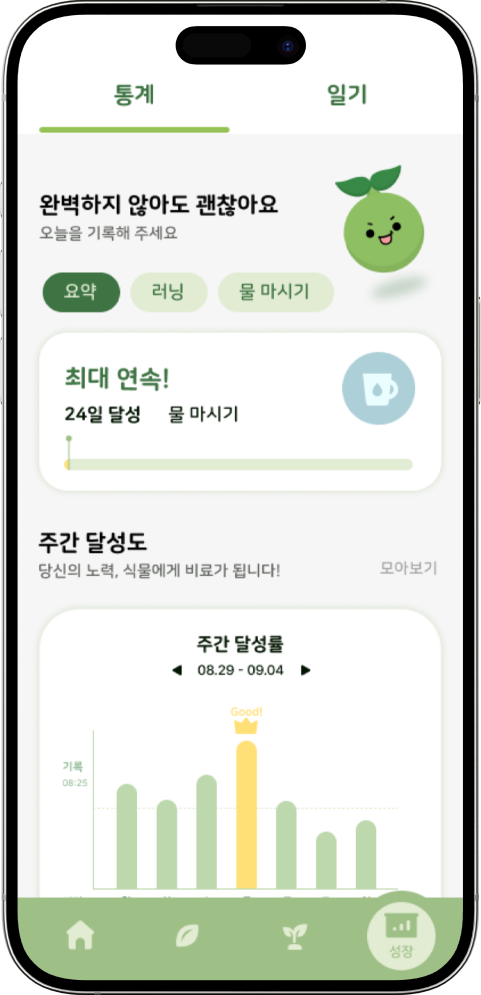 통계 일기
완벽하지 않아도 괜찮아요
오늘을 기록해 주세요
요약 러닝 물 마시기
최대 연속!
24일 달성 물 마시기
주간 달성도
당신의 노력, 식물에게 비료가 됩니다!
모아보기
주간 달성률
08.29 - 09.04
Good!
기록
08:25
성장